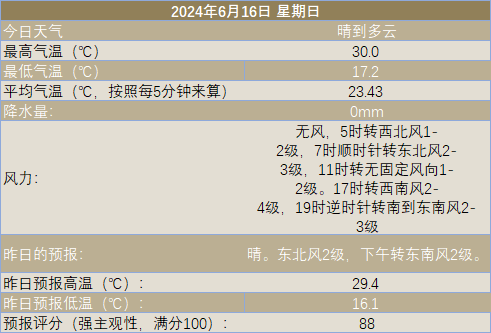 2024年6月16日 星期日
今日天气 晴到多云
最高气温（℃） 30.0
最低气温（℃） 17.2
平均气温（℃，按照每5分钟来算） 23.43
降水量： 0mm
风力： 无风，5时转西北风1-
2级，7时顺时针转东北风2-
3级，11时转无固定风向1-
2级。17时转西南风2-
4级，19时逆时针转南到东南风2-
3级
昨日的预报： 晴。东北风2级，下午转东南风2级。
昨日预报高温（℃）： 29.4
昨日预报低温（℃）： 16.1
预报评分（强主观性，满分100）： 88